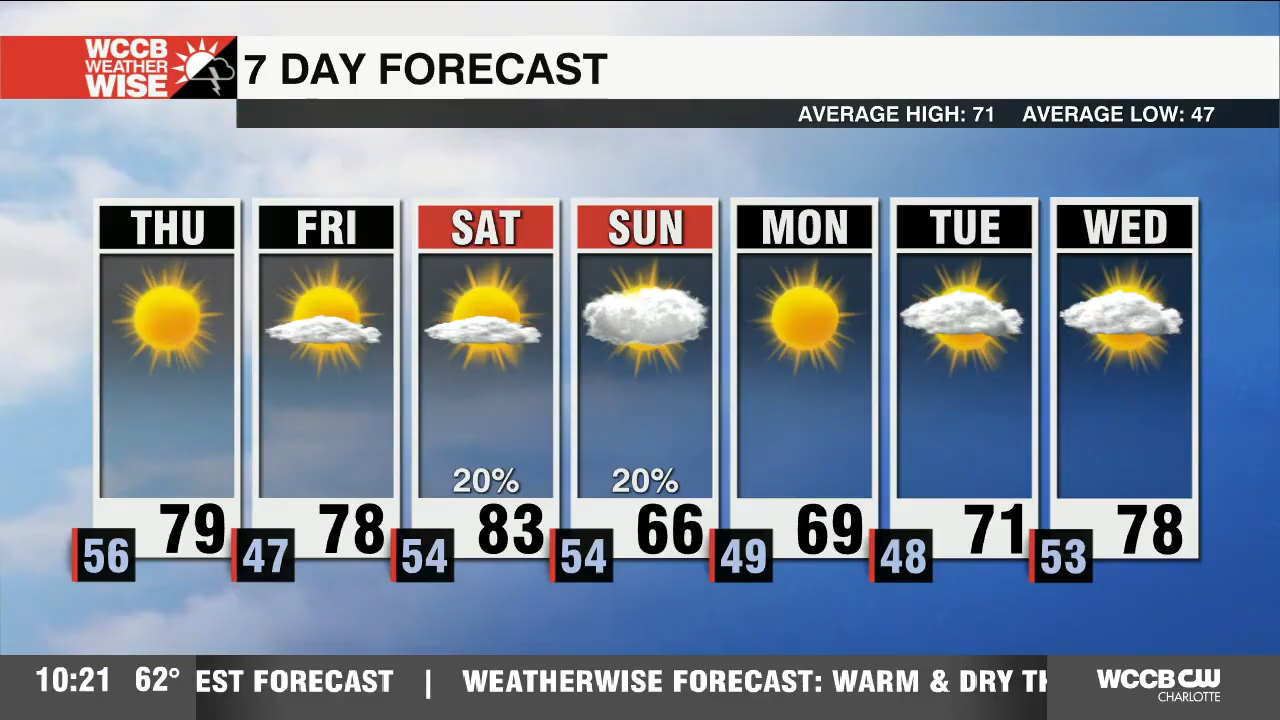 WCCB
WEATHER
WISE
7 DAY FORECAST
AVERAGE HIGH: 71 AVERAGE LOW: 47
THU FRI SAT SUN MON TUE WED
20% 20%
79 78 83 66 69 71 78
56 47 54 54 49 48 53
10:21 62° EST FORECAST | WEATHERWISE FORECAST: WARM & DRY TH
WCCB CW
CHARLOTTE